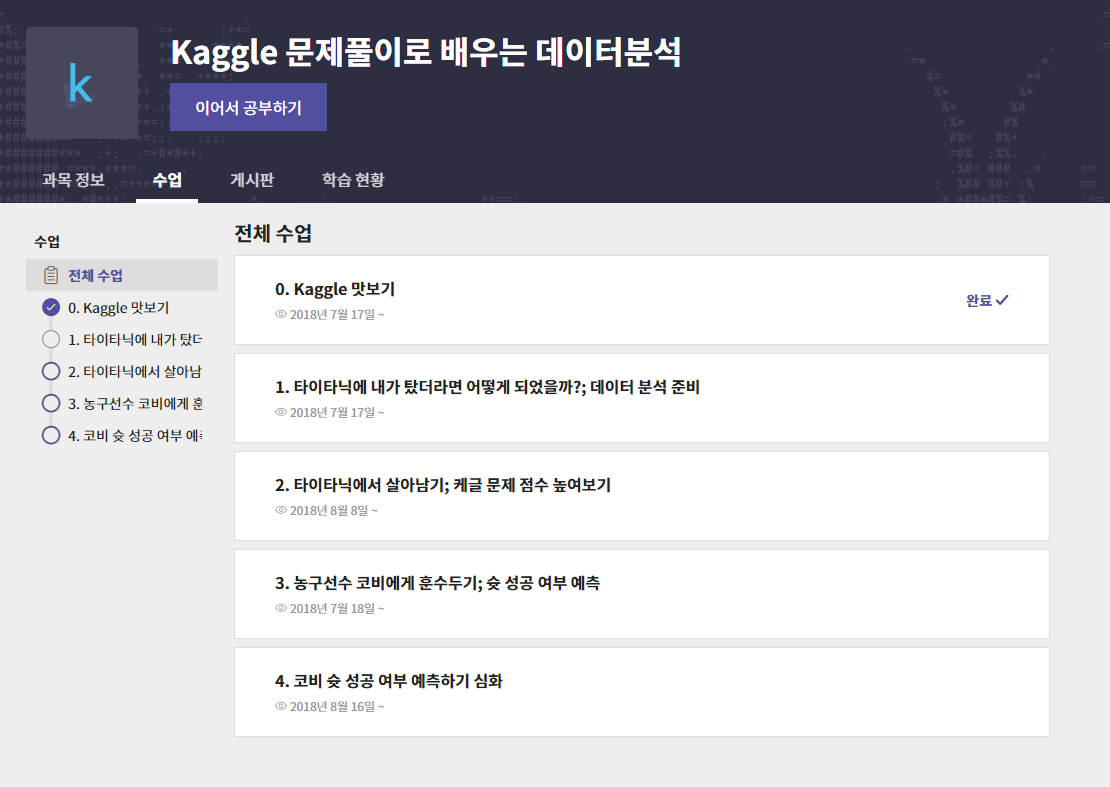 k
Kaggle 문제풀이로 배우는 데이터분석
이어서 공부하기
과목 정보 수업 게시판 학습 현황
수업
전체 수업
0. Kaggle 맛보기
1. 타이타닉에 내가 탔더
2. 타이타닉에서 살아남
3. 농구선수 코비에게 훈
4. 코비 슛 성공 여부 예측
전체 수업
0. Kaggle 맛보기
2018년 7월 17일 ~
완료
1. 타이타닉에 내가 탔더라면 어떻게 되었을까?; 데이터 분석 준비
2018년 7월 17일 ~
2. 타이타닉에서 살아남기; 케글 문제 점수 높여보기
2018년 8월 8일 ~
3. 농구선수 코비에게 훈수두기; 슛 성공 여부 예측
2018년 7월 18일 ~
4. 코비 슛 성공 여부 예측하기 심화
2018년 8월 16일 ~